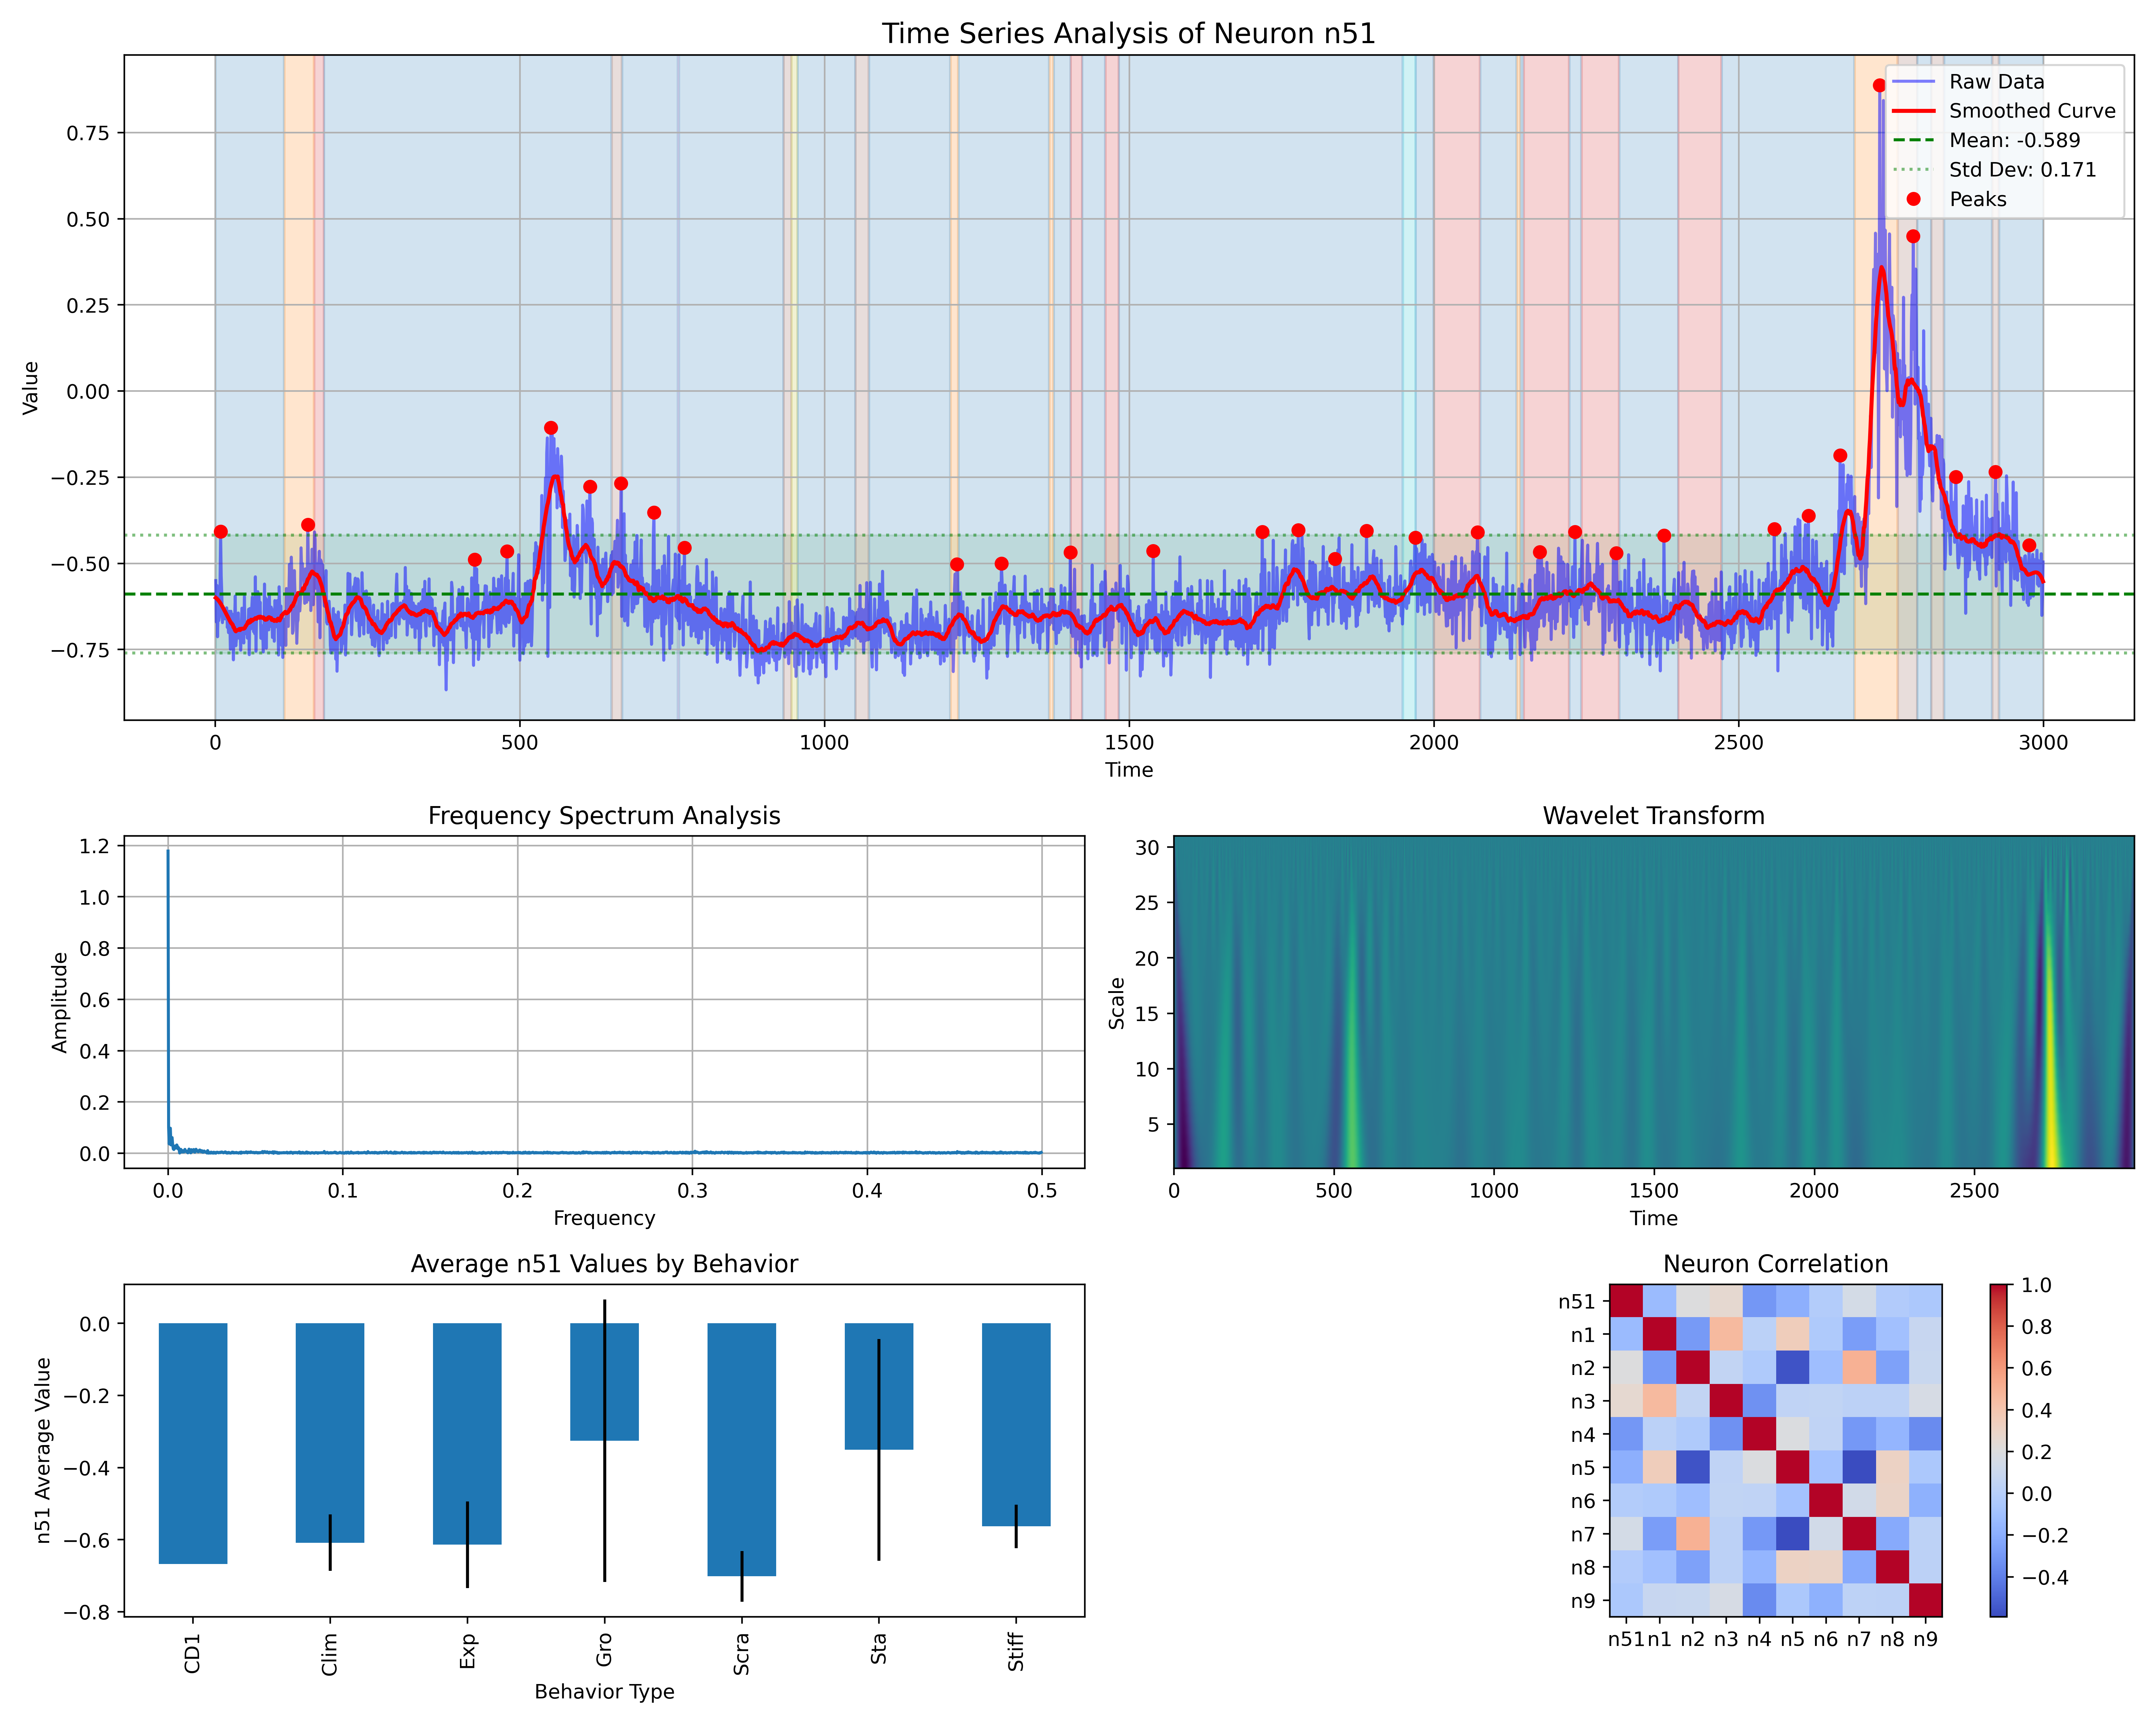 Time Series Analysis of Neuron n51
Raw Data
Smoothed Curve
Mean: -0.589
Std Dev: 0.171
Peaks
0.75
0.50
0.25
0.00
−0.25
−0.50
−0.75
Value
0 500 1000 1500 2000 2500 3000
Time
Frequency Spectrum Analysis
1.2
1.0
0.8
0.6
0.4
0.2
0.0
Amplitude
0.0 0.1 0.2 0.3 0.4 0.5
Frequency
Wavelet Transform
30
25
20
15
10
5
Scale
0 500 1000 1500 2000 2500
Time
Average n51 Values by Behavior
0.0
−0.2
−0.4
−0.6
−0.8
n51 Average Value
CD1 Clim Exp Gro Scra Sta Stiff
Behavior Type
Neuron Correlation
n51
n1
n2
n3
n4
n5
n6
n7
n8
n9
n51 n1 n2 n3 n4 n5 n6 n7 n8 n9
1.0
0.8
0.6
0.4
0.2
0.0
−0.2
−0.4